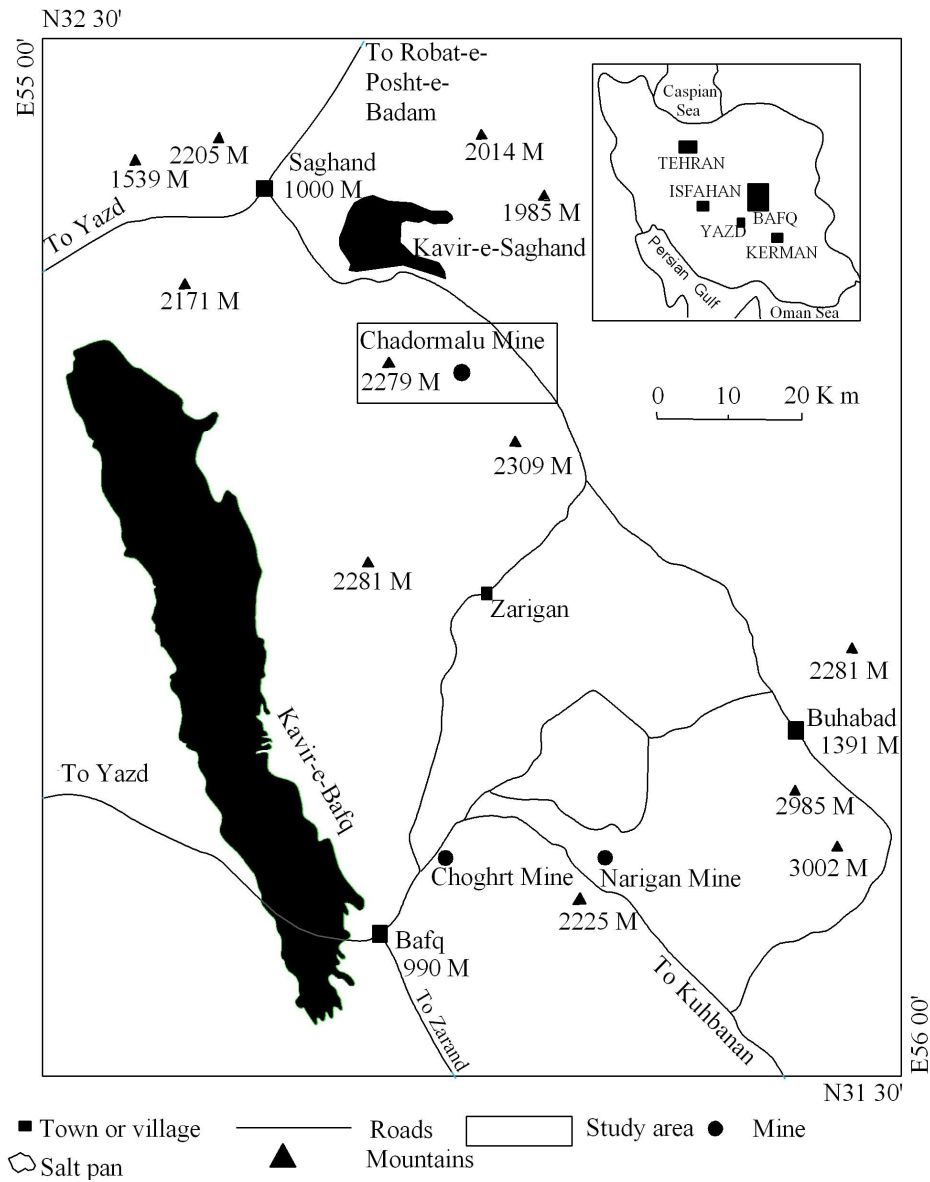 N32 30'
E55 00'
To Robat-e-
Posht-e-
Badam
Caspian
Sea
TEHRAN
ISFAHAN
BAFQ
YAZD
KERMAN
Persian Gulf
Oman Sea
2205 M
1539 M
Saghand
1000 M
2014 M
1985 M
To Yazd
Kavir-e-Saghand
2171 M
Chadormalu Mine
2279 M
0 10 20 K m
2309 M
2281 M
Zarigan
2281 M
Buhabad
1391 M
Kavir-e-Bafq
To Yazd
2985 M
3002 M
Choghrt Mine
Narigan Mine
2225 M
Bafq
990 M
To Zarand
To Kuhbanan
E56 00'
N31 30'
Town or village
Roads
Study area
Mine
Salt pan
Mountains